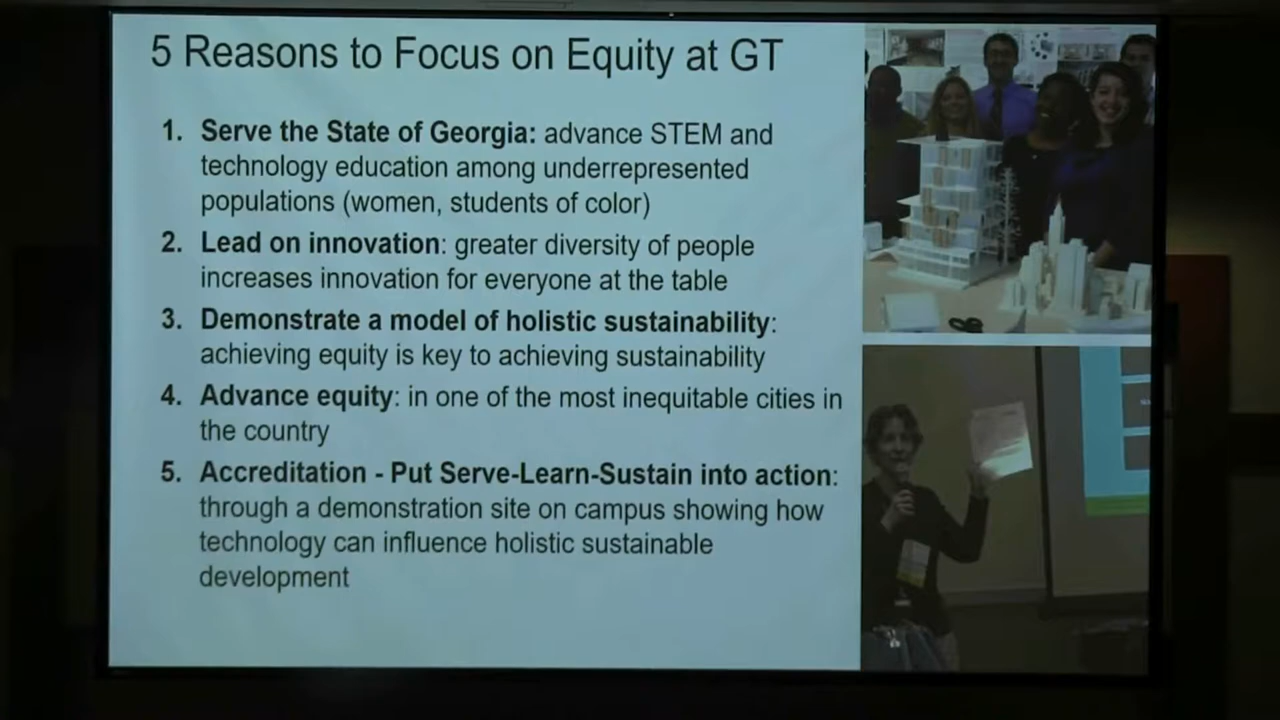 5 Reasons to Focus on Equity at GT
1. Serve the State of Georgia: advance STEM and
technology education among underrepresented
populations (women, students of color)
2. Lead on innovation: greater diversity of people
increases innovation for everyone at the table
3. Demonstrate a model of holistic sustainability:
achieving equity is key to achieving sustainability
4. Advance equity: in one of the most inequitable cities in
the country
5. Accreditation - Put Serve-Learn-Sustain into action:
through a demonstration site on campus showing how
technology can influence holistic sustainable
development